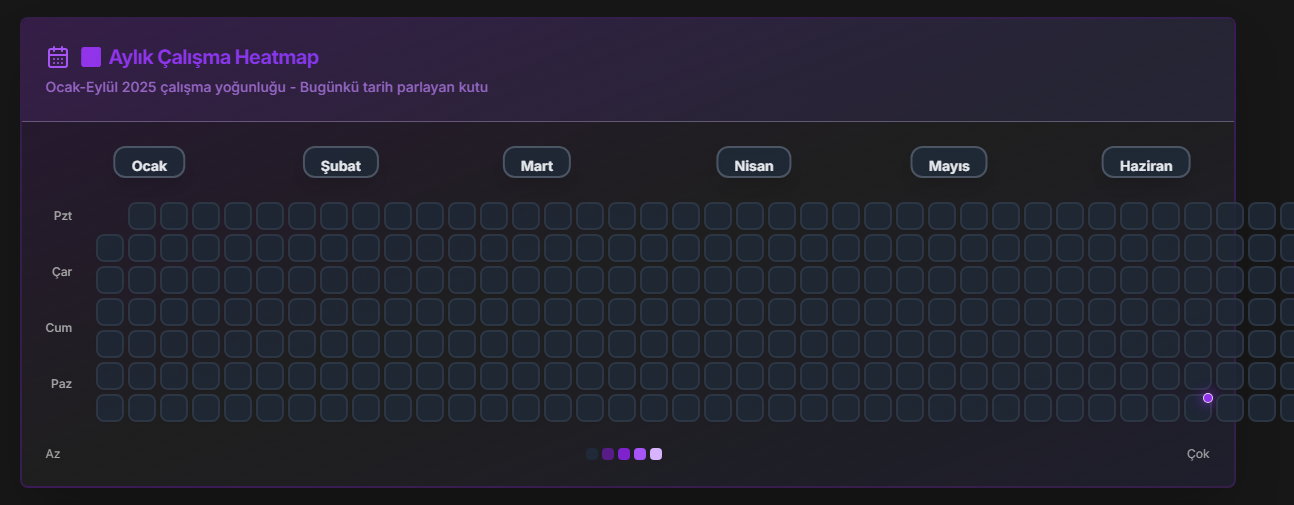 Aylık Çalışma Heatmap
Ocak-Eylül 2025 çalışma yoğunluğu - Bugünkü tarih parlayan kutu
Ocak Şubat Mart Nisan Mayıs Haziran
Pzt
Çar
Cum
Paz
Az Çok